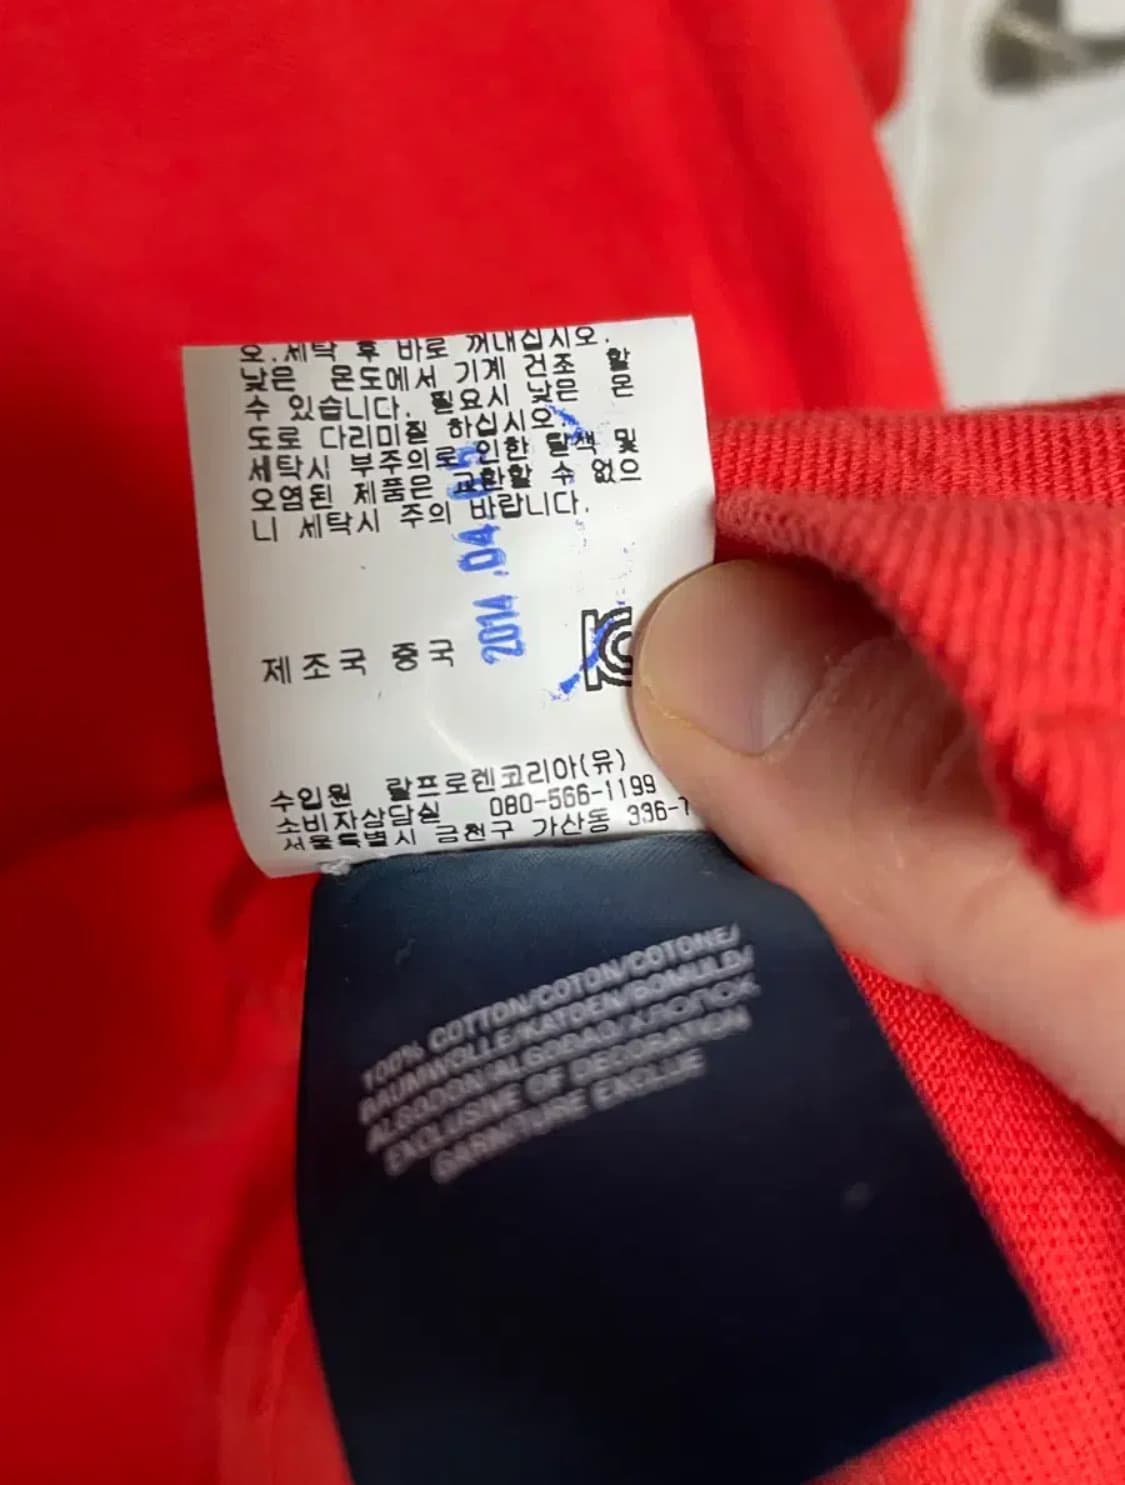 오.세탁 후 바로 꺼내십시오.
낮은 온도에서 기계 건조 할
수 있습니다. 필요시 낮은 온
도로 다리미질 하십시오.
세탁시 부주의로 인한 탈색 및
오염된 제품은 교환할 수 없으
니 세탁시 주의 바랍니다.
2014.04
제조국 중국
KC
수입원 랄프로렌코리아(유)
소비자상담실 080-566-1199
서울특별시 금천구 가산동 336-7
100% COTTON/COTON/COTONE/
BAUMWOLLE/KATOEN/BOMULD/
ALGODON/ALGODAO/ХЛОПОК
EXCLUSIVE OF DECORATION
GARNITURE EXCLUE